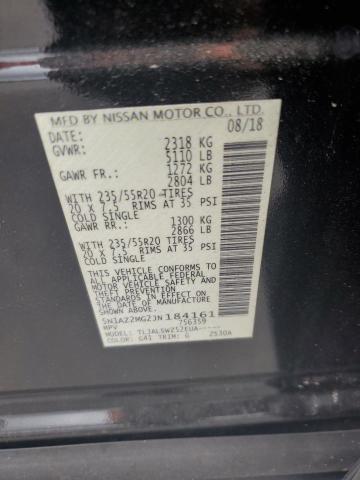 MFD BY NISSAN MOTOR CO., LTD.
DATE: 08/18
GVWR: 2318 KG
5110 LB
GAWR FR: 1272 KG
2804 LB
WITH 235/55R20 TIRES
20 X 7.5 RIMS AT 35 PSI
COLD SINGLE
GAWR RR: 1300 KG
2866 LB
WITH 235/55R20 TIRES
20 X 7.5 RIMS AT 35 PSI
COLD SINGLE
THIS VEHICLE CONFORMS TO
ALL APPLICABLE FEDERAL
MOTOR VEHICLE SAFETY AND
THEFT PREVENTION
STANDARDS IN EFFECT ON
THE DATE OF MANUFACTURE
5N1AZ2MG2JN184161
MPV 756359
COLOR: G41 TRIM: G 2530A